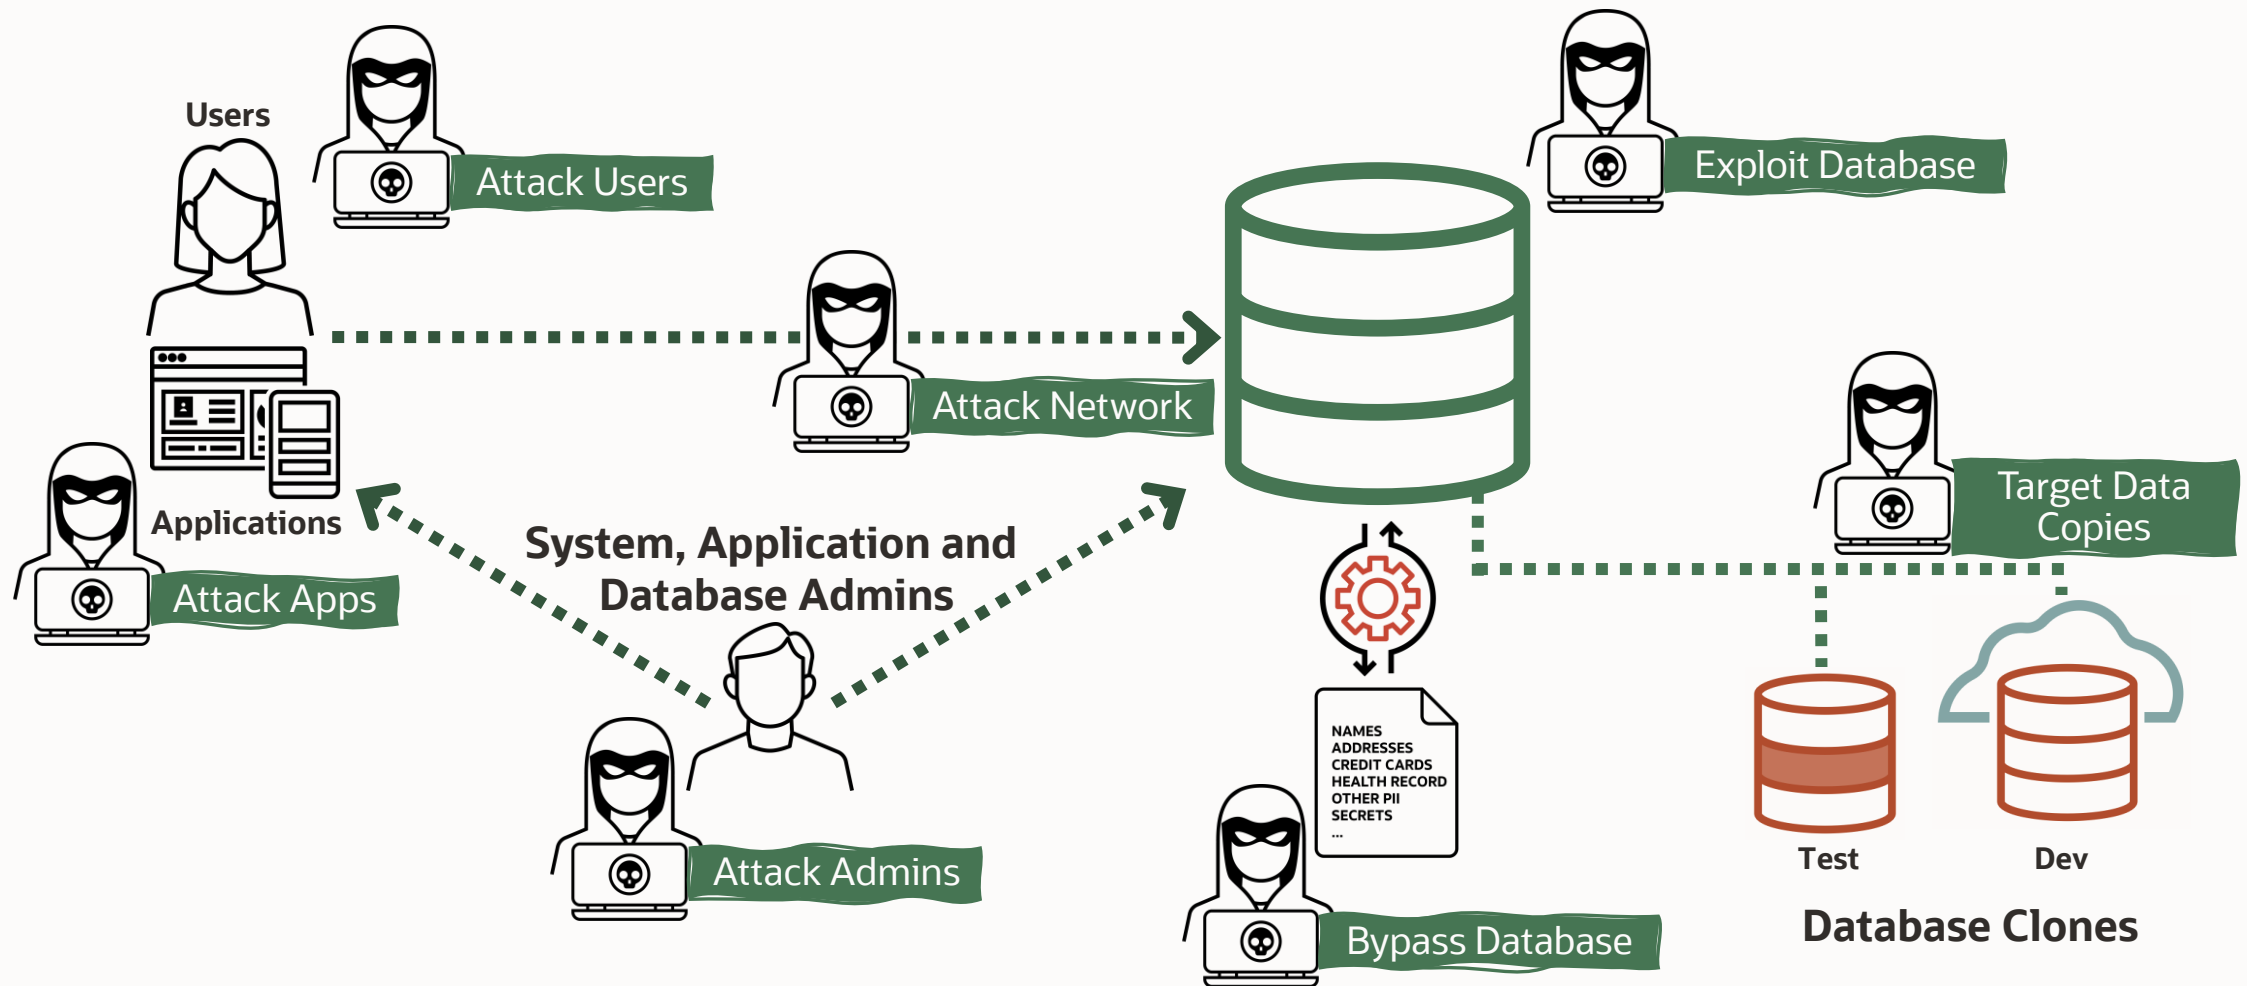 Users
Attack Users
Exploit Database
Attack Network
Applications
Attack Apps
System, Application and
Database Admins
Attack Admins
Target Data
Copies
NAMES
ADDRESSES
CREDIT CARDS
HEALTH RECORD
OTHER PII
SECRETS
...
Bypass Database
Test
Dev
Database Clones